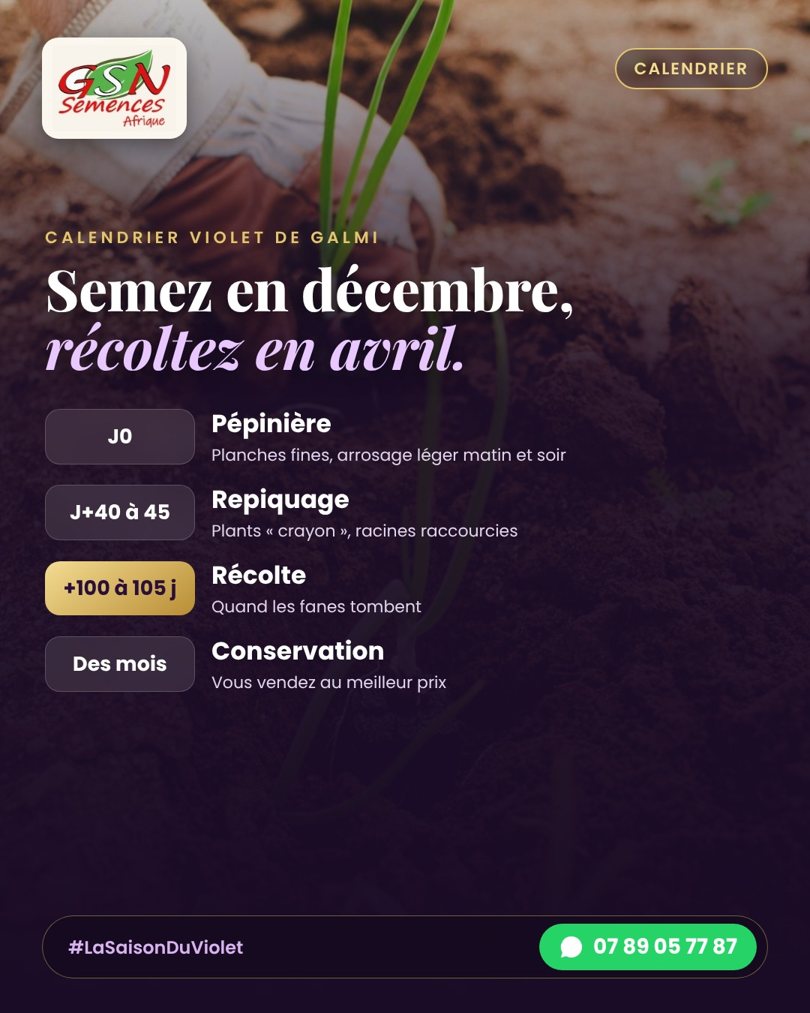 GSN
Semences
Afrique
CALENDRIER
CALENDRIER VIOLET DE GALMI
Semez en décembre,
récoltez en avril.
J0
Pépinière
Planches fines, arrosage léger matin et soir
J+40 à 45
Repiquage
Plants « crayon », racines raccourcies
+100 à 105 j
Récolte
Quand les fanes tombent
Des mois
Conservation
Vous vendez au meilleur prix
#LaSaisonDuViolet
07 89 05 77 87